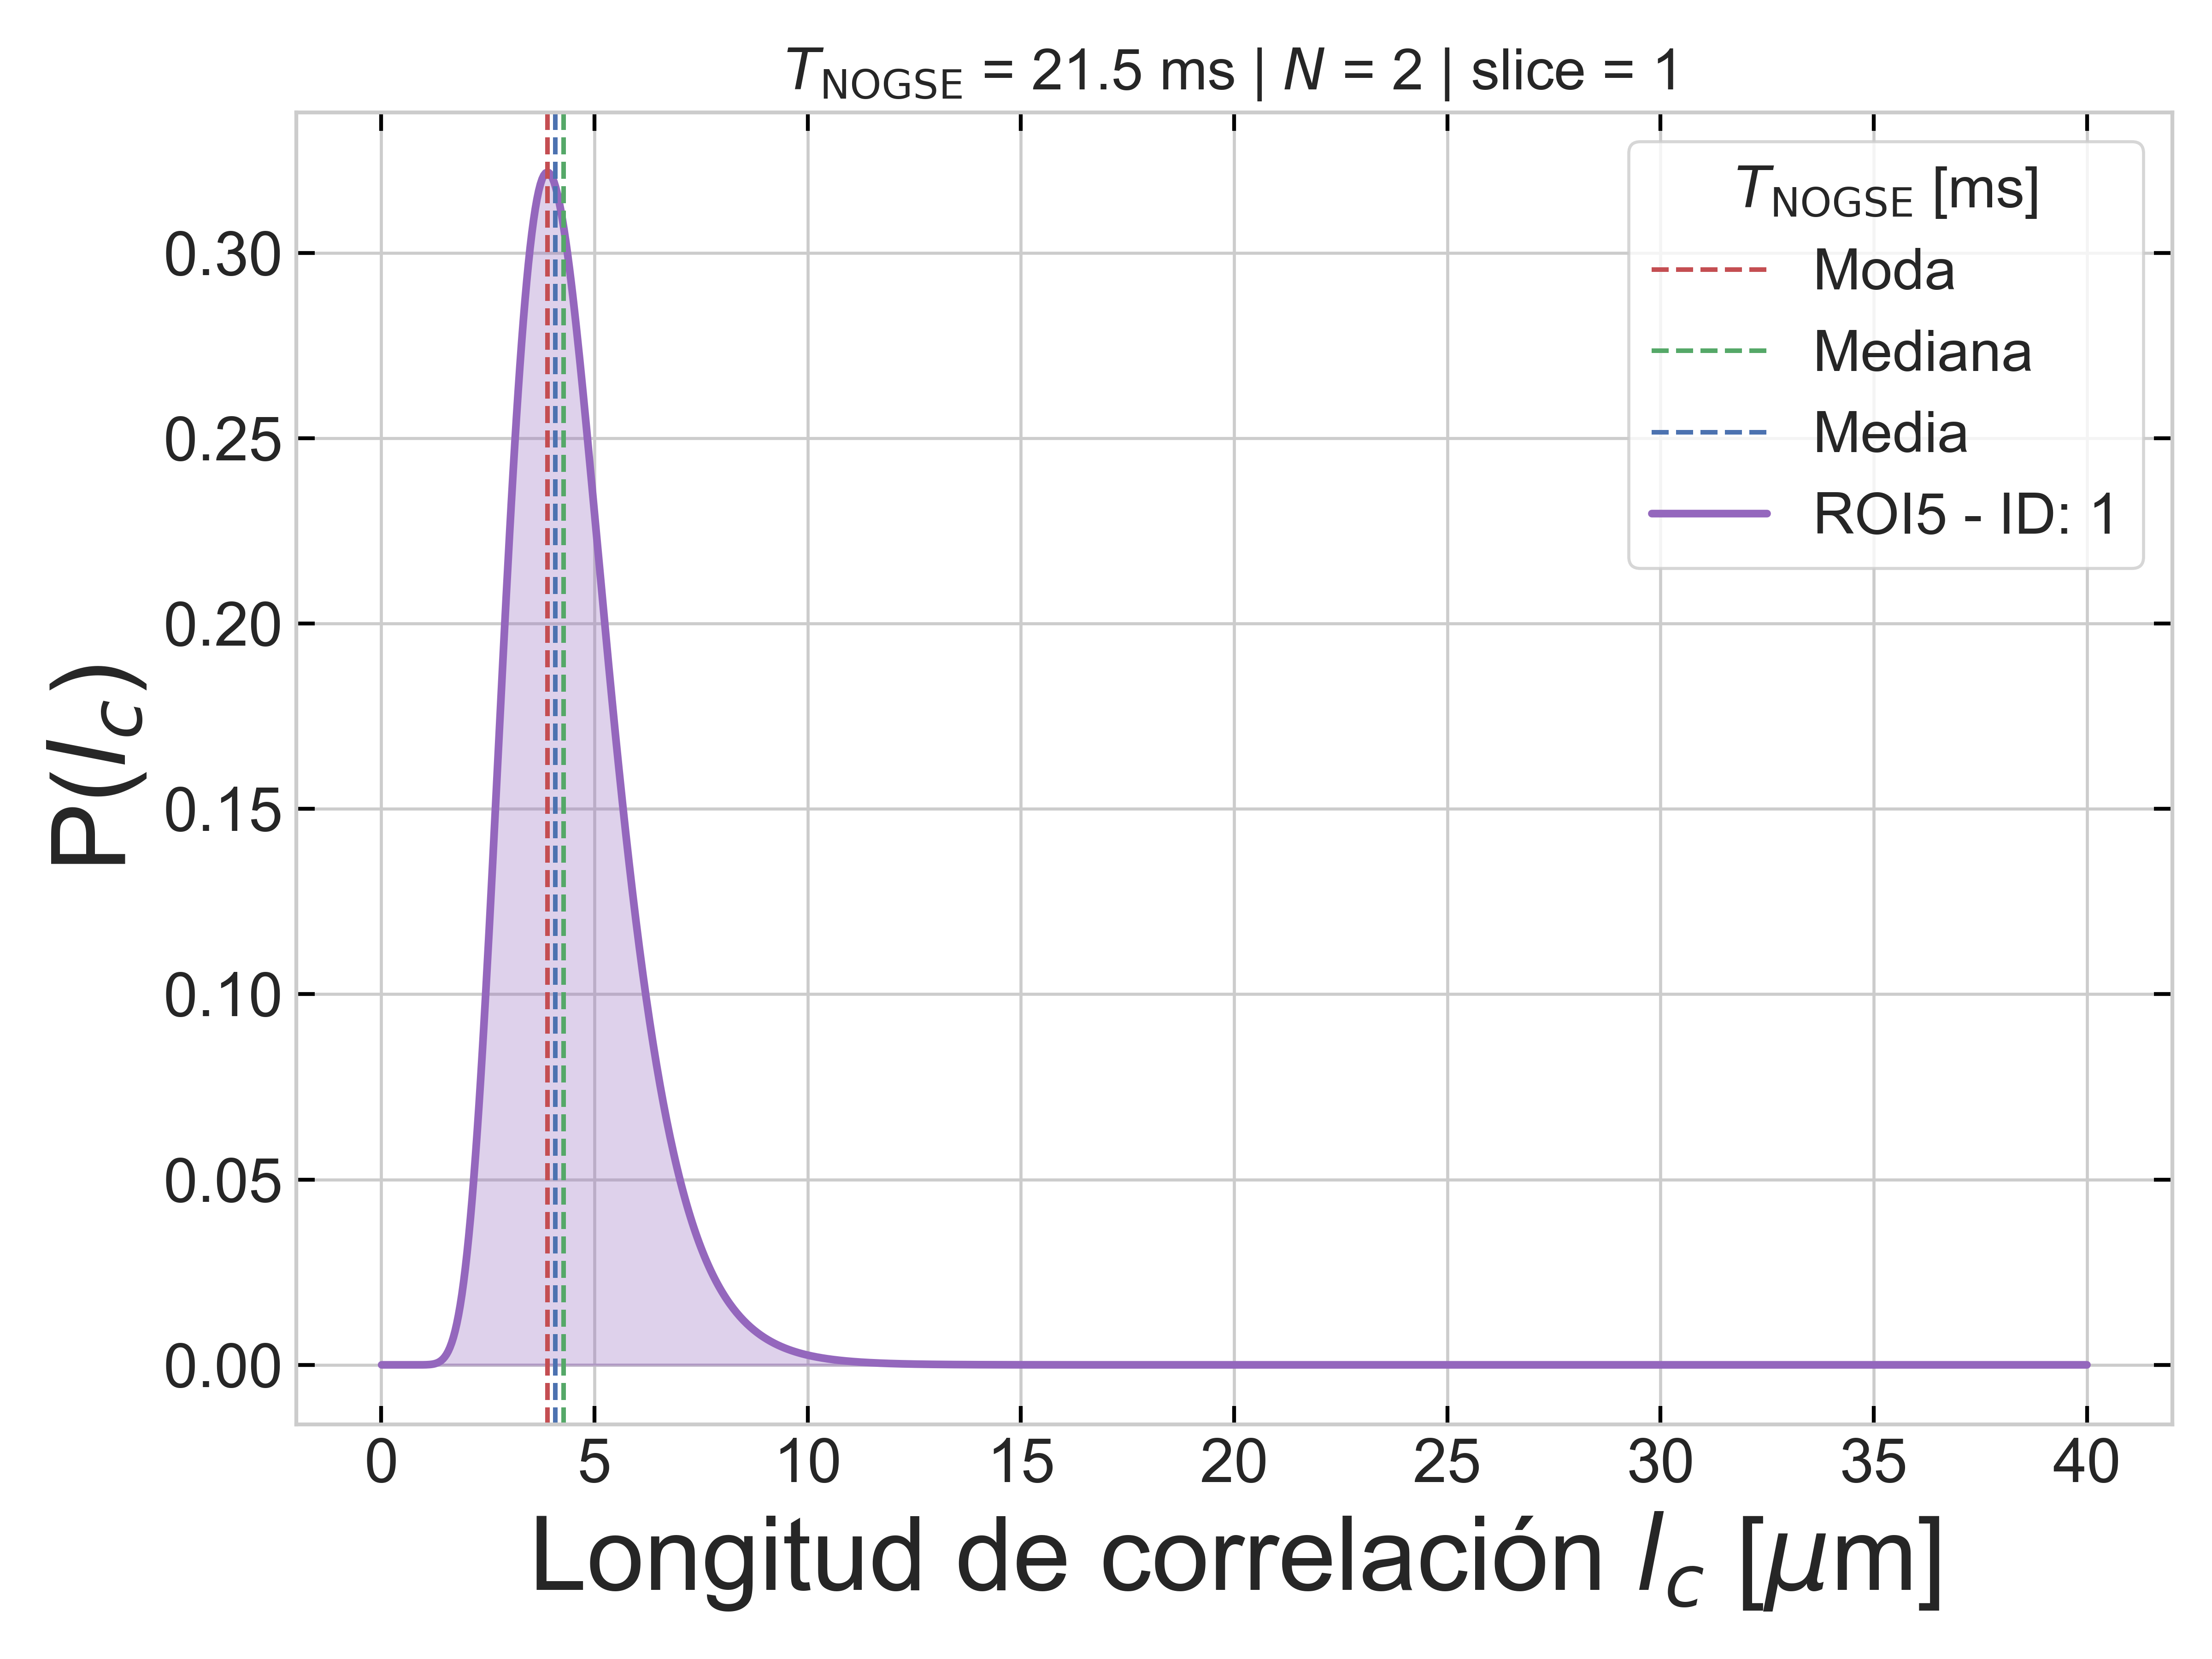 T_NOGSE = 21.5 ms | N = 2 | slice = 1
T_NOGSE [ms]
Moda
Mediana
Media
ROI5 - ID: 1
P(l_c)
0.30
0.25
0.20
0.15
0.10
0.05
0.00
0 5 10 15 20 25 30 35 40
Longitud de correlación l_c [μm]